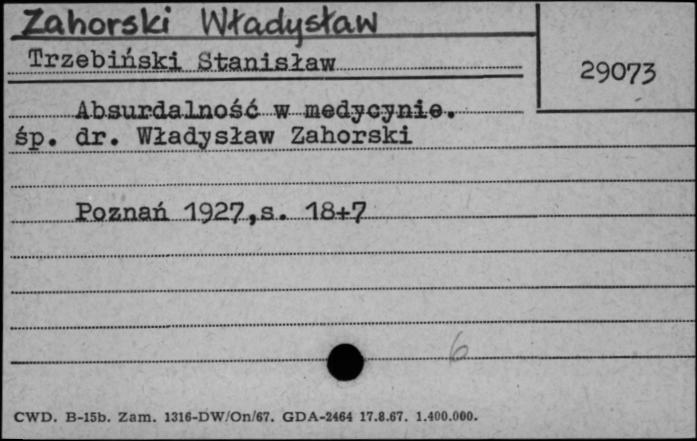 Zahorski Władysław
Trzebiński Stanisław
29073
Absurdalność w medycynie.
śp. dr. Władysław Zahorski
Poznań 1927,s. 18+7
6
CWD. B-15b. Zam. 1316-DW/On/67. GDA-2464 17.8.67. 1.400.000.